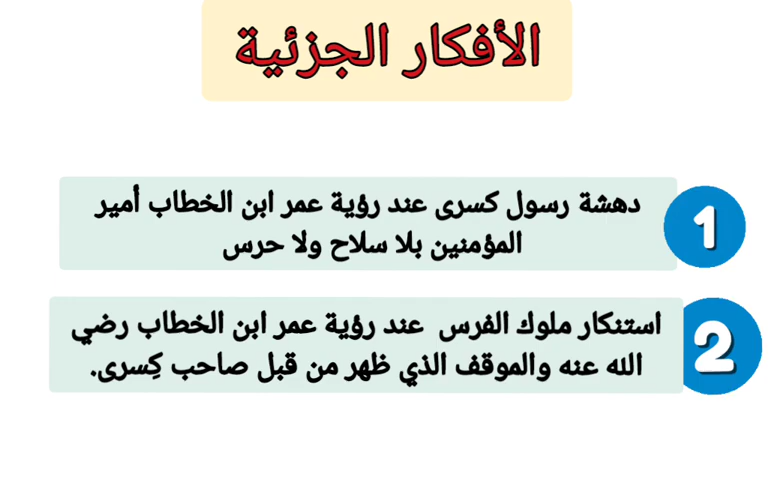 الأفكار الجزئية
1
دهشة رسول كسرى عند رؤية عمر ابن الخطاب أمير
المؤمنين بلا سلاح ولا حرس
2
استنكار ملوك الفرس عند رؤية عمر ابن الخطاب رضي
الله عنه والموقف الذي ظهر من قبل صاحب كِسرى.